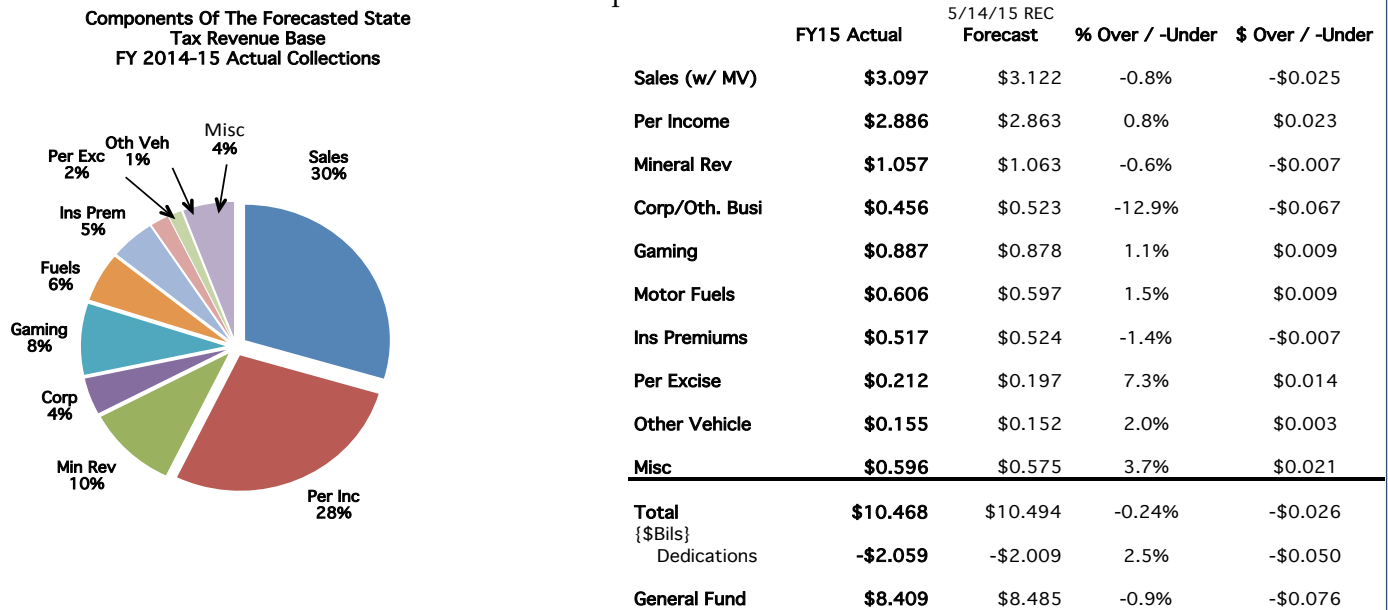 Components Of The Forecasted State
Tax Revenue Base
FY 2014-15 Actual Collections
Misc
4%
Oth Veh
1%
Per Exc
2%
Sales
30%
Ins Prem
5%
Fuels
6%
Gaming
8%
Corp
4%
Min Rev
10%
Per Inc
28%
5/14/15 REC
FY15 Actual Forecast % Over / -Under $ Over / -Under
Sales (w/ MV) $3.097 $3.122 -0.8% -$0.025
Per Income $2.886 $2.863 0.8% $0.023
Mineral Rev $1.057 $1.063 -0.6% -$0.007
Corp/Oth. Busi $0.456 $0.523 -12.9% -$0.067
Gaming $0.887 $0.878 1.1% $0.009
Motor Fuels $0.606 $0.597 1.5% $0.009
Ins Premiums $0.517 $0.524 -1.4% -$0.007
Per Excise $0.212 $0.197 7.3% $0.014
Other Vehicle $0.155 $0.152 2.0% $0.003
Misc $0.596 $0.575 3.7% $0.021
Total $10.468 $10.494 -0.24% -$0.026
{$Bils}
Dedications -$2.059 -$2.009 2.5% -$0.050
General Fund $8.409 $8.485 -0.9% -$0.076